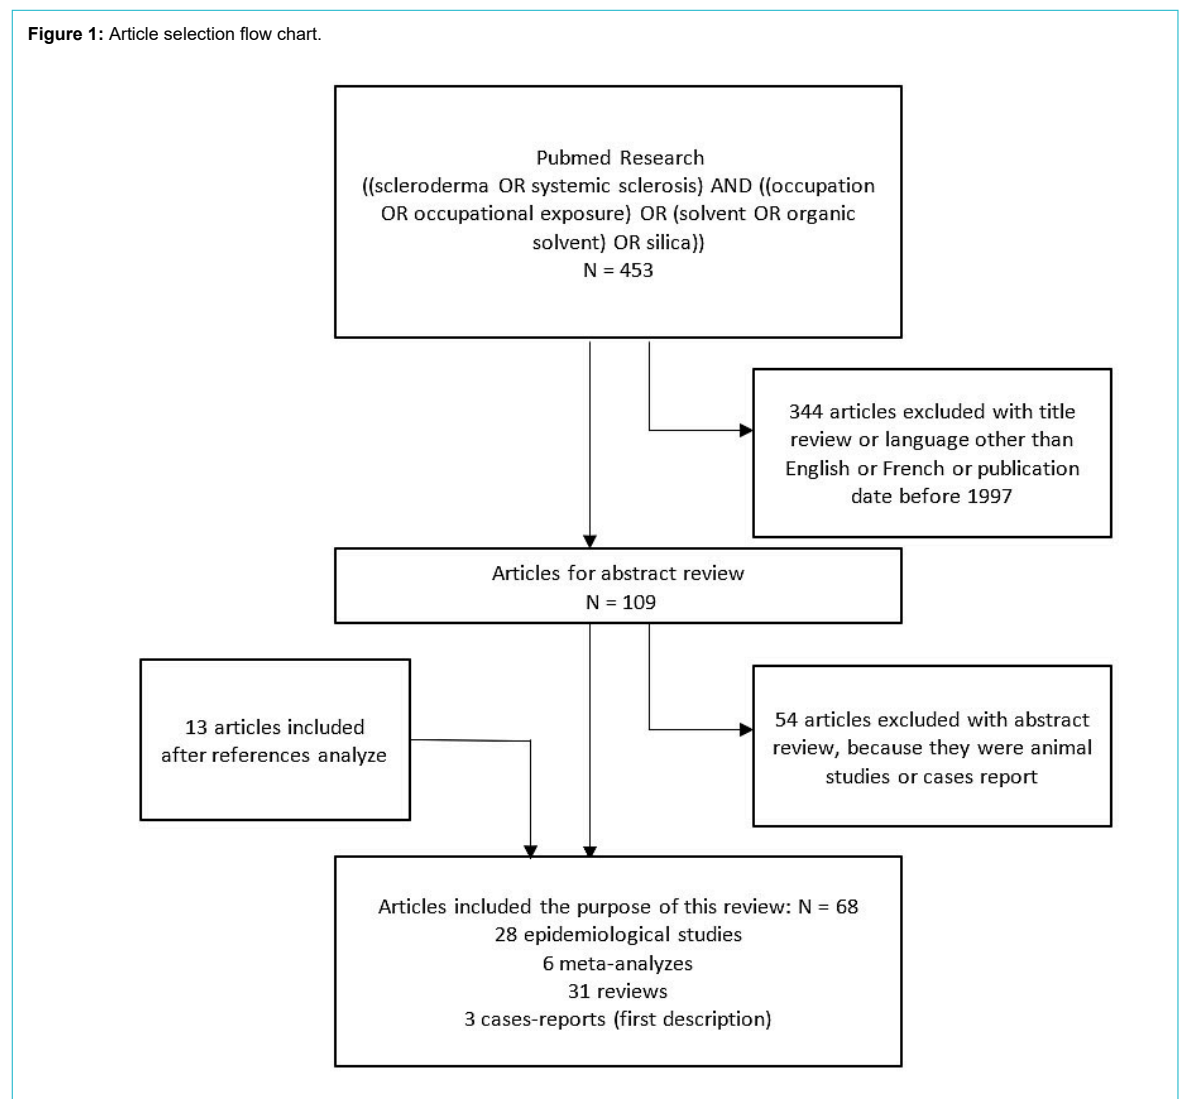 Figure 1: Article selection flow chart.
Pubmed Research
((scleroderma OR systemic sclerosis) AND ((occupation
OR occupational exposure) OR (solvent OR organic
solvent) OR silica))
N = 453
344 articles excluded with title
review or language other than
English or French or publication
date before 1997
Articles for abstract review
N = 109
13 articles included
after references analyze
54 articles excluded with abstract
review, because they were animal
studies or cases report
Articles included the purpose of this review: N = 68
28 epidemiological studies
6 meta-analyzes
31 reviews
3 cases-reports (first description)